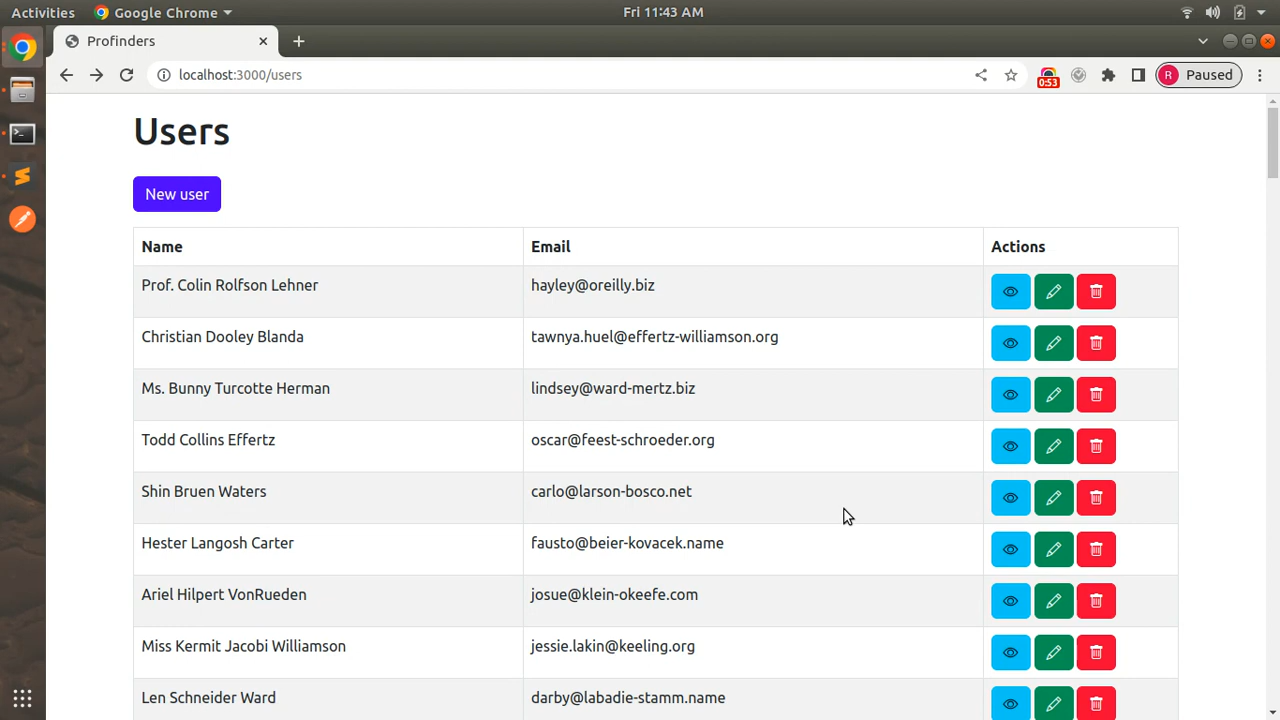 Activities Google Chrome Fri 11:43 AM
Profinders
localhost:3000/users 0:53 R Paused
Users
New user
Name Email Actions
Prof. Colin Rolfson Lehner hayley@oreilly.biz
Christian Dooley Blanda tawnya.huel@effertz-williamson.org
Ms. Bunny Turcotte Herman lindsey@ward-mertz.biz
Todd Collins Effertz oscar@feest-schroeder.org
Shin Bruen Waters carlo@larson-bosco.net
Hester Langosh Carter fausto@beier-kovacek.name
Ariel Hilpert VonRueden josue@klein-okeefe.com
Miss Kermit Jacobi Williamson jessie.lakin@keeling.org
Len Schneider Ward darby@labadie-stamm.name